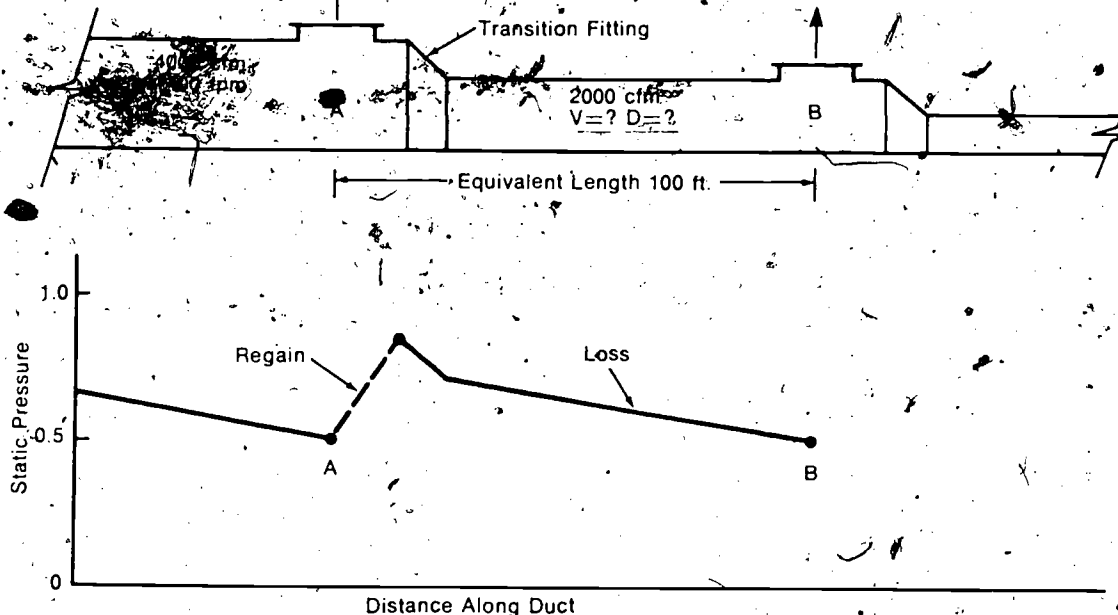 Transition Fitting
A
2000 cfm
V=? D=?
B
Equivalent Length 100 ft.
1.0
Regain
Loss
Static Pressure
0.5
A
B
0
Distance Along Duct